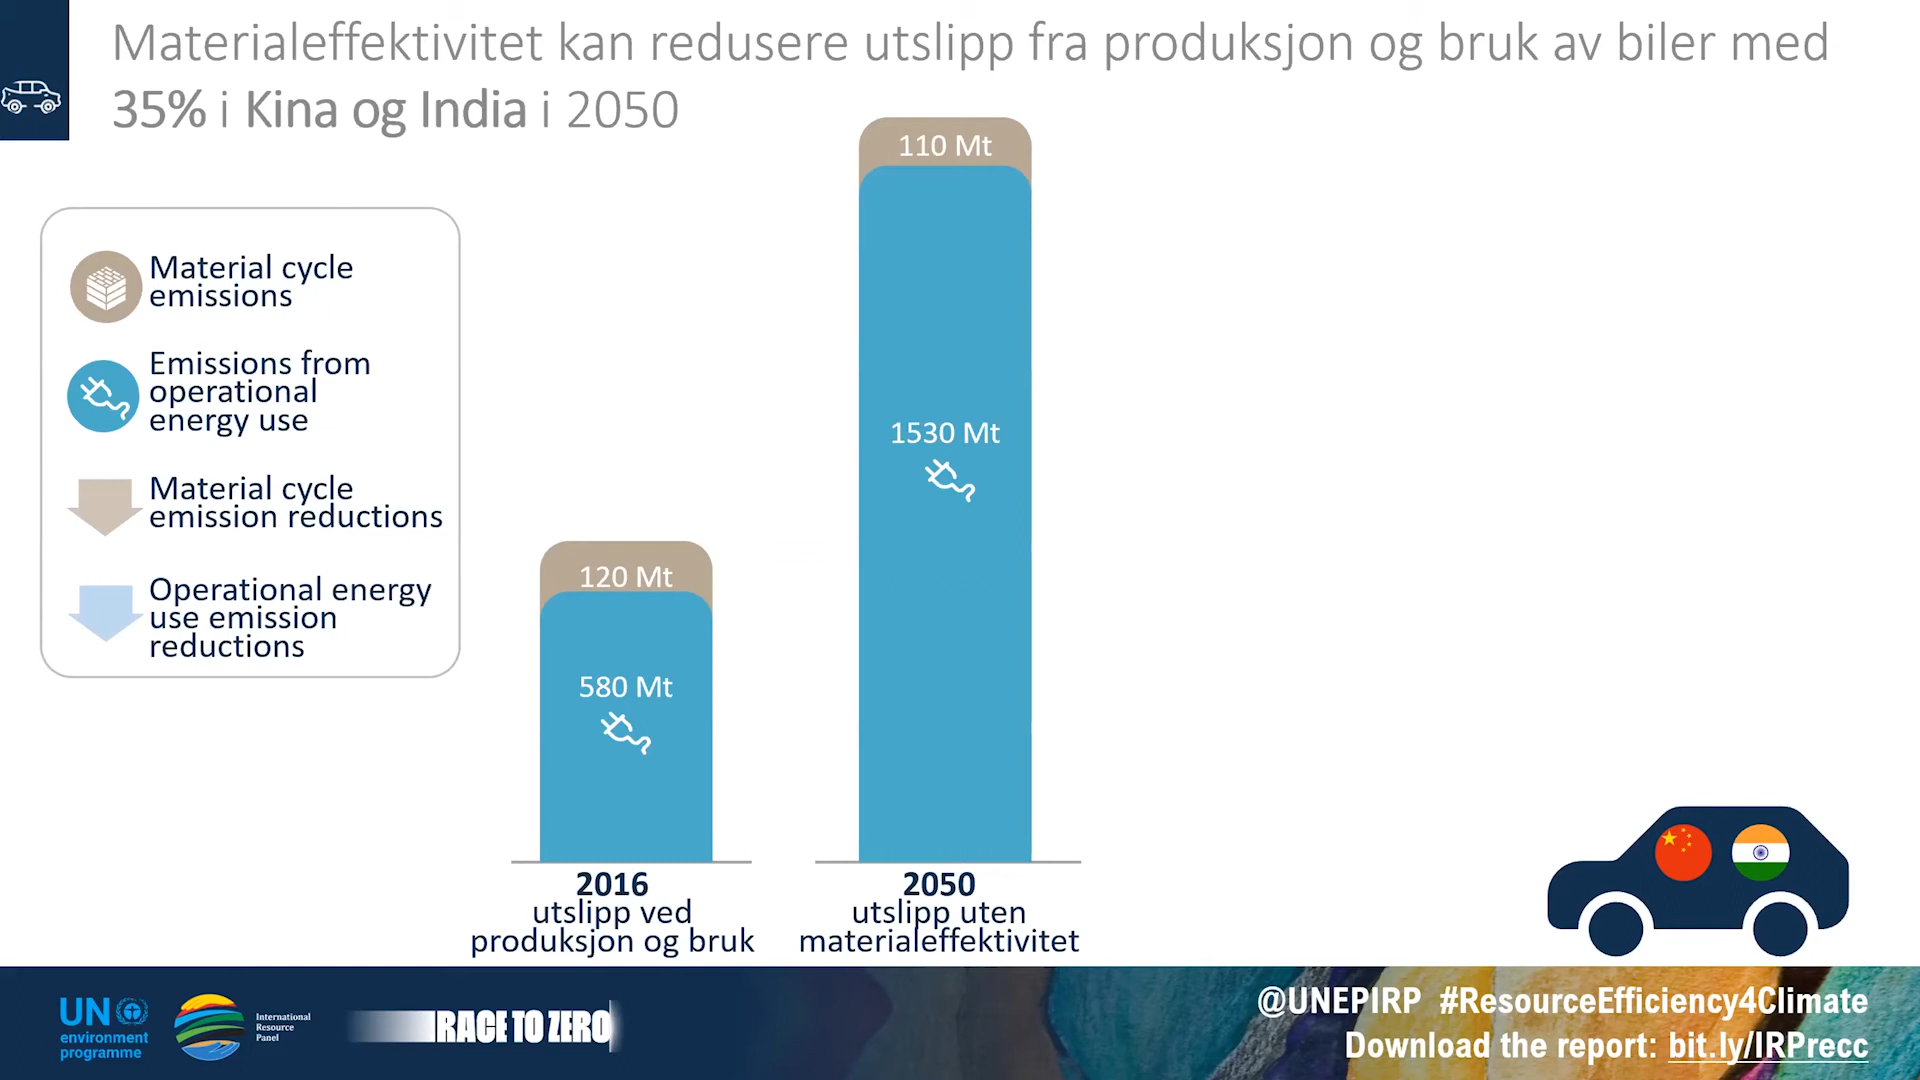 Materialeffektivitet kan redusere utslipp fra produksjon og bruk av biler med
35% i Kina og India i 2050
Material cycle
emissions
Emissions from
operational
energy use
Material cycle
emission reductions
Operational energy
use emission
reductions
120 Mt
580 Mt
2016
utslipp ved
produksjon og bruk
110 Mt
1530 Mt
2050
utslipp uten
materialeffektivitet
UN
environment
programme
International
Resource
Panel
RACE TO ZERO
@UNEPIRP #ResourceEfficiency4Climate
Download the report: bit.ly/IRPrecc